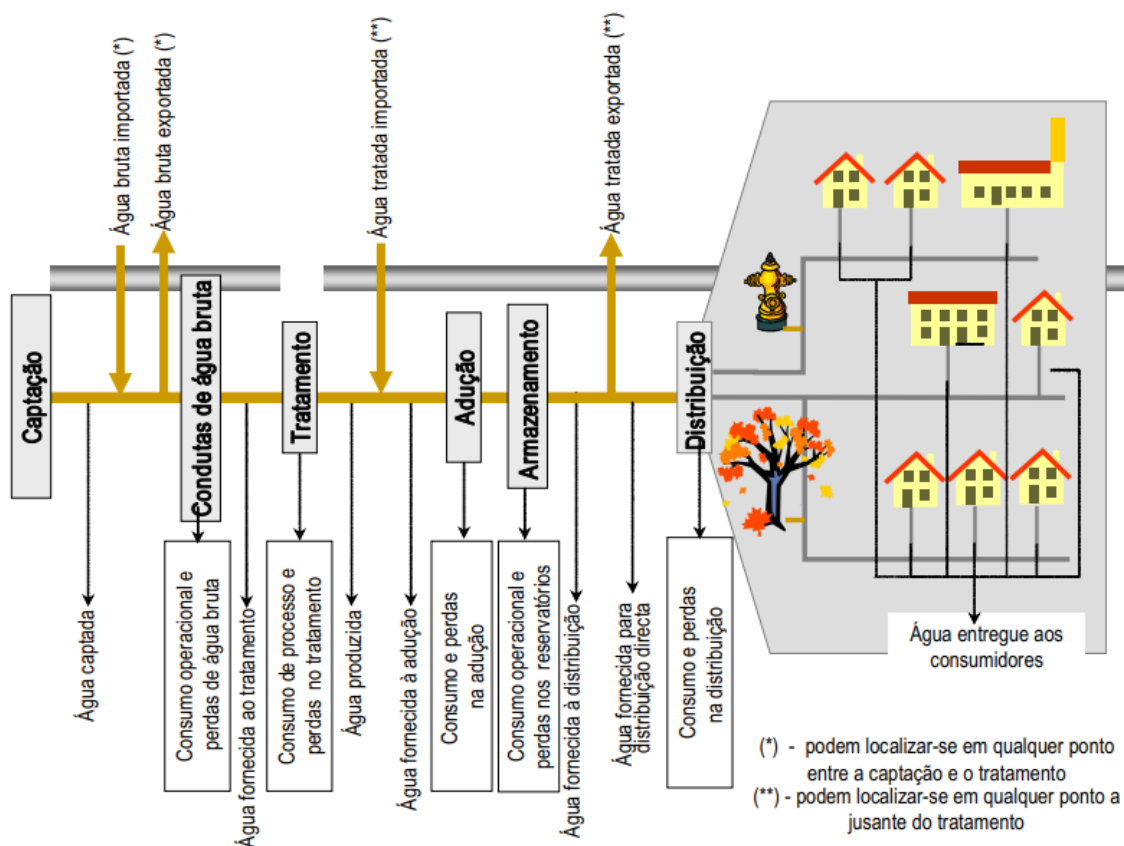 Água bruta importada (*)
Água bruta exportada (*)
Água tratada importada (**)
Água tratada exportada (**)
Captação
Condutas de água bruta
Tratamento
Adução
Armazenamento
Distribuição
Água captada
Consumo operacional e
perdas de água bruta
Água fornecida ao tratamento
Consumo de processo e
perdas no tratamento
Água produzida
Água fornecida à adução
Consumo e perdas
na adução
Consumo operacional e
perdas nos reservatórios
Água fornecida à distribuição
Água fornecida para
distribuição directa
Consumo e perdas
na distribuição
Água entregue aos
consumidores
(*) - podem localizar-se em qualquer ponto
entre a captação e o tratamento
(**) - podem localizar-se em qualquer ponto a
jusante do tratamento